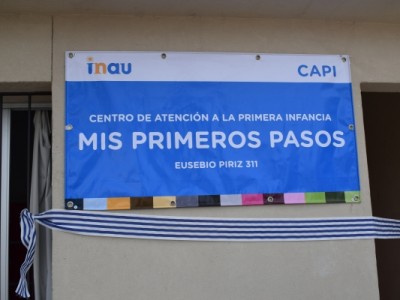 inau CAPI
CENTRO DE ATENCIÓN A LA PRIMERA INFANCIA
MIS PRIMEROS PASOS
EUSEBIO PIRIZ 311